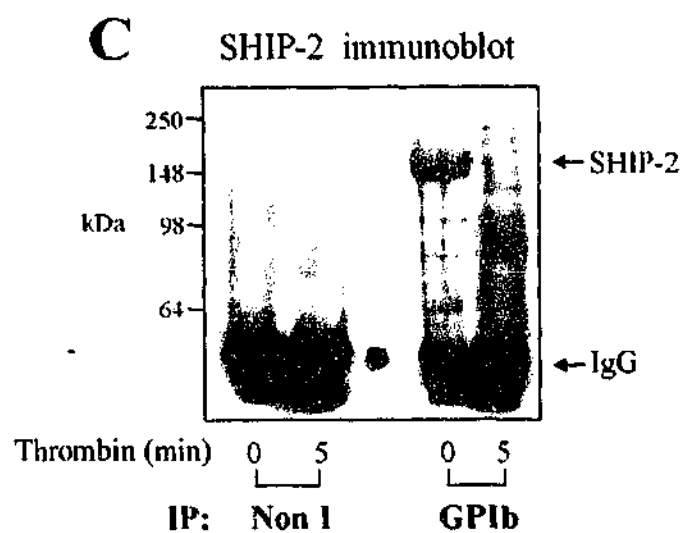 C SHIP-2 immunoblot
250
148
kDa 98
64
SHIP-2
IgG
Thrombin (min) 0 5 0 5
IP: Non I GPIb